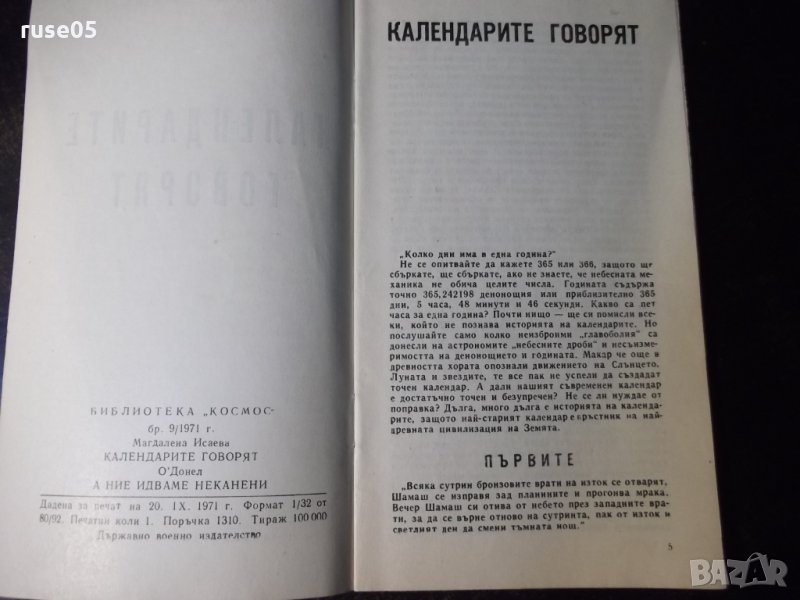 ruse05
БИБЛИОТЕКА „КОСМОС"
бр. 9/1971 г.
Магдалена Исаева
КАЛЕНДАРИТЕ ГОВОРЯТ
О'Донел
А НИЕ ИДВАМЕ НЕКАНЕНИ
Дадена за печат на 20. IX. 1971 г. Формат 1/32 от
80/92. Печатни коли 1. Поръчка 1310. Тираж 100 000
Държавно военно издателство
КАЛЕНДАРИТЕ ГОВОРЯТ
„Колко дни има в една година?"
Не се опитвайте да кажете 365 или 366, защото ще
сбъркате, ще сбъркате, ако не знаете, че небесната ме-
ханика не обича целите числа. Годината съдържа
точно 365,242198 денонощия или приблизително 365
дни, 5 часа, 48 минути и 46 секунди. Какво са пет
часа за една година? Почти нищо — ще си помисли все-
ки, който не познава историята на календарите. Но
послушайте само колко неизброими „главоболия" са
донесли на астрономите „небесните дроби" и несъизме-
римостта на денонощието и годината. Макар че още в
древността хората опознали движението на Слънцето,
Луната и звездите, те все пак не успели да създадат
точен календар. А дали нашият съвременен календар
е достатъчно точен и безупречен? Не се ли нуждае от
поправка? Дълга, много дълга е историята на календа-
рите, защото най-старият календар е връстник на най-
древната цивилизация на Земята.
ПЪРВИТЕ
„Всяка сутрин бронзовите врати на изток се отварят,
Шамаш се изправя зад планините и прогонва мрака.
Вечер Шамаш си отива от небето през западните вра-
ти, за да се върне отново на сутринта, пак от изток и
светлият ден да смени тъмната нощ."
5
BAZAR